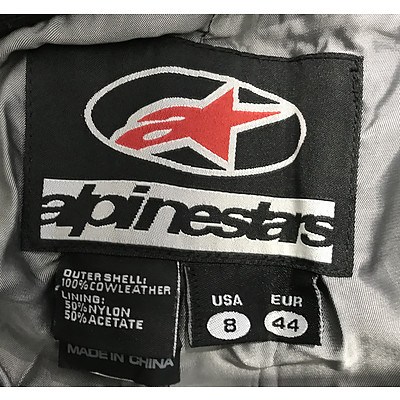 alpinestars
OUTER SHELL:
100% COWLEATHER
LINING:
50% NYLON
50% ACETATE
MADE IN CHINA
USA EUR
8 44